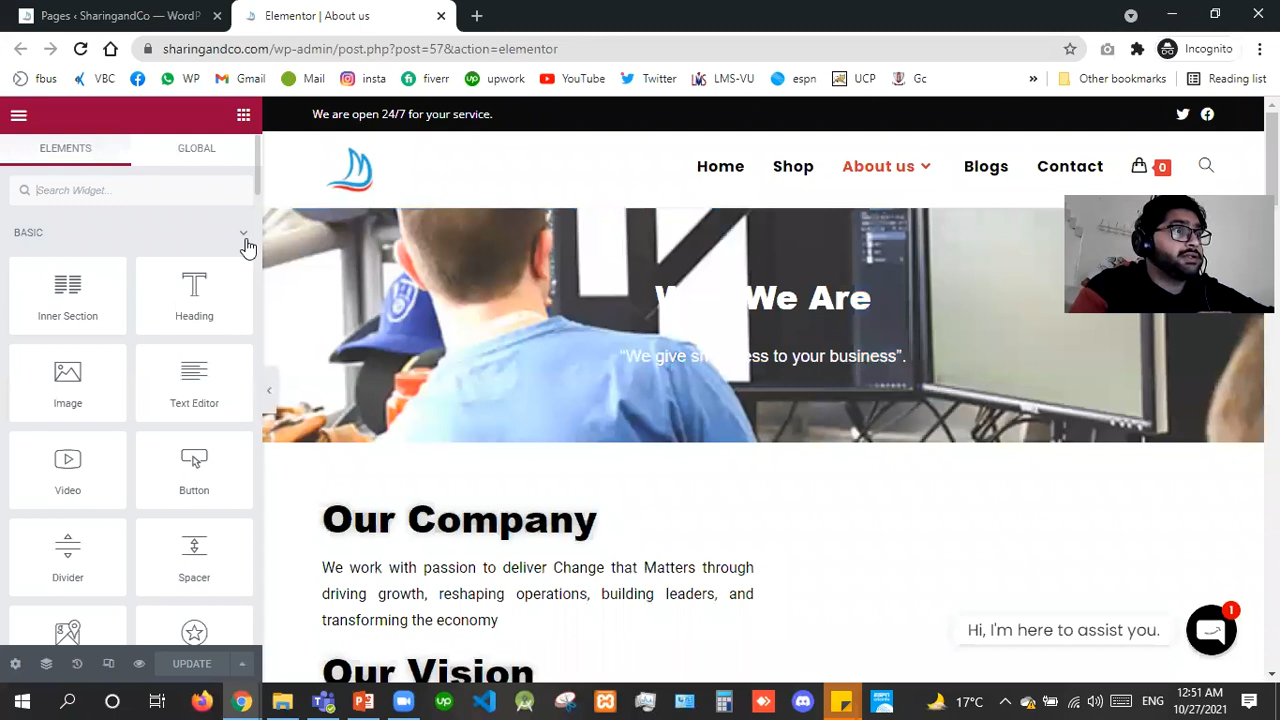 Pages ‹ SharingandCo — WordP
Elementor | About us
sharingandco.com/wp-admin/post.php?post=57&action=elementor
Incognito
fbus
VBC
WP
Gmail
Mail
insta
fiverr
upwork
YouTube
Twitter
LMS-VU
espn
UCP
Gc
Other bookmarks
Reading list
We are open 24/7 for your service.
ELEMENTS
GLOBAL
Home
Shop
About us
Blogs
Contact
0
Search Widget...
BASIC
Inner Section
Heading
Image
Text Editor
Video
Button
Divider
Spacer
We Are
"We give
to your business".
Our Company
We work with passion to deliver Change that Matters through
driving growth, reshaping operations, building leaders, and
transforming the economy
Our Vision
Hi, I'm here to assist you.
1
UPDATE
17°C
ENG
12:51 AM
10/27/2021